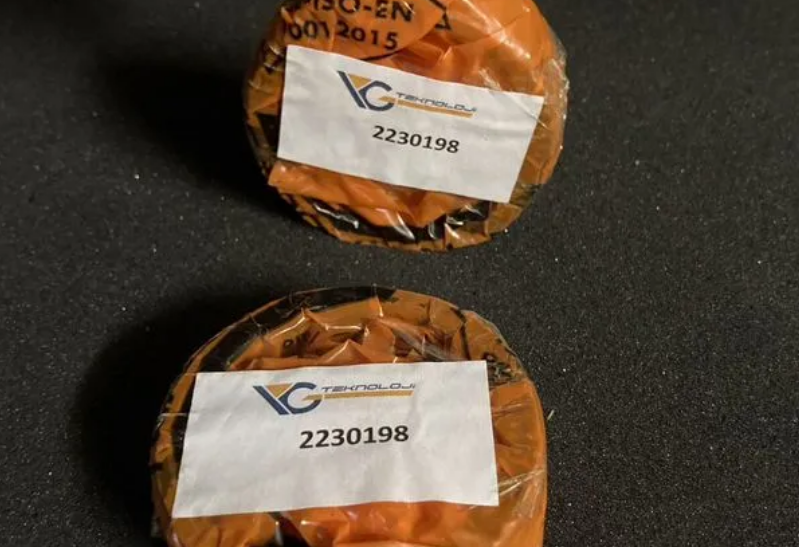 ISO-EN
9001 2015
VG TEKNOLOJİ
2230198
VG TEKNOLOJİ
2230198